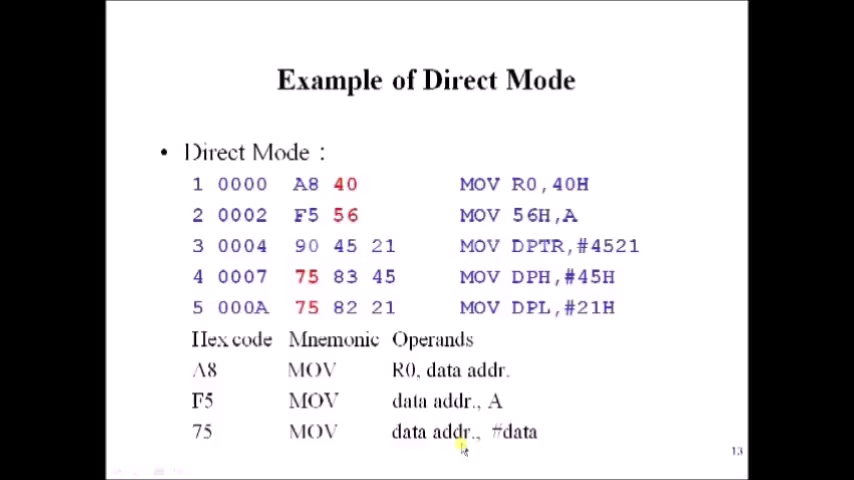 Example of Direct Mode
• Direct Mode :
1 0000 A8 40 MOV R0,40H
2 0002 F5 56 MOV 56H,A
3 0004 90 45 21 MOV DPTR,#4521
4 0007 75 83 45 MOV DPH,#45H
5 000A 75 82 21 MOV DPL,#21H
Hex code Mnemonic Operands
A8 MOV R0, data addr.
F5 MOV data addr., A
75 MOV data addr., #data
13